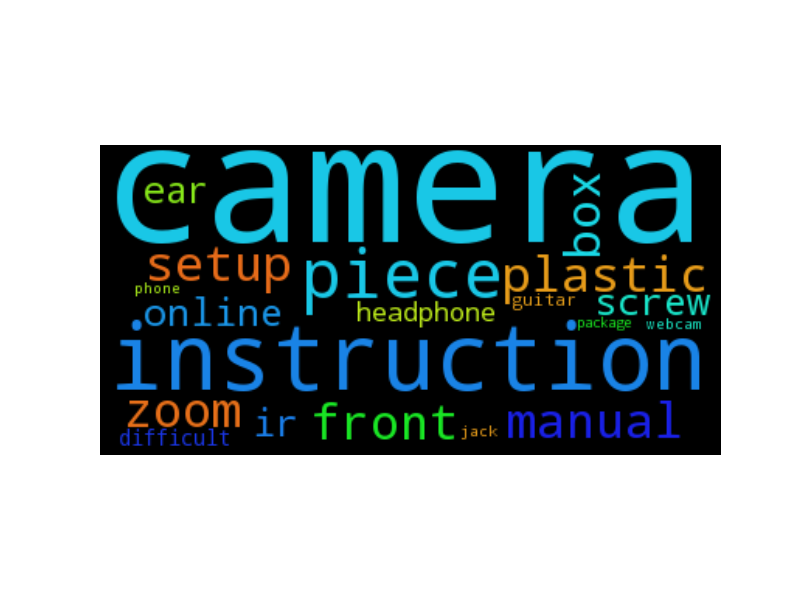 camera
ear
box
setup
piece
plastic
phone
guitar
screw
online
headphone
package
webcam
instruction
zoom
ir
front
jack
manual
difficult